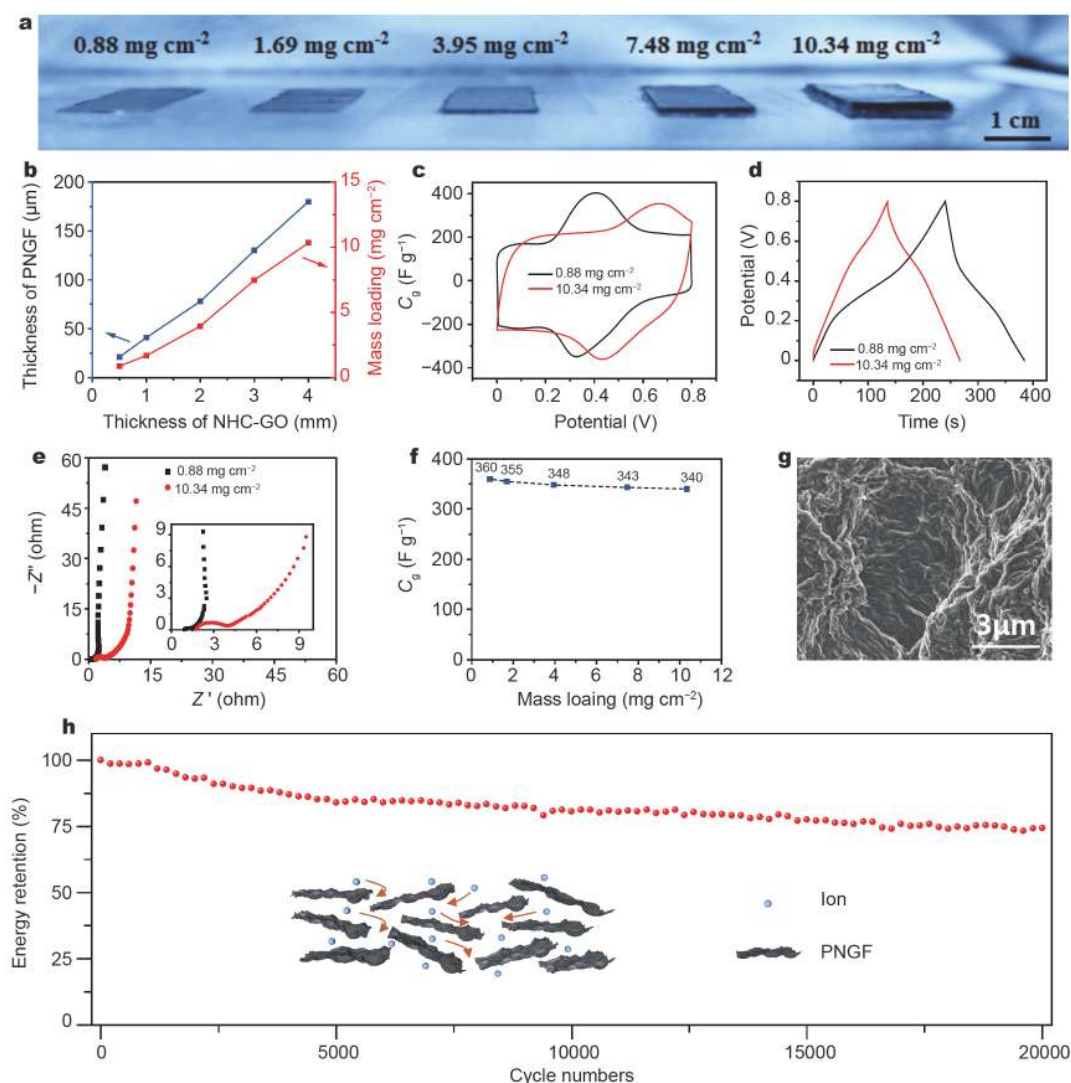 a
0.88 mg cm⁻² 1.69 mg cm⁻² 3.95 mg cm⁻² 7.48 mg cm⁻² 10.34 mg cm⁻²
1 cm
b
200
150
100
50
0
Thickness of PNGF (μm)
15
10
5
0
Mass loading (mg cm⁻²)
0 1 2 3 4
Thickness of NHC-GO (mm)
c
400
200
0
−200
−400
Cg (F g⁻¹)
0.88 mg cm⁻²
10.34 mg cm⁻²
0.0 0.2 0.4 0.6 0.8
Potential (V)
d
0.8
0.4
0
Potential (V)
0.88 mg cm⁻²
10.34 mg cm⁻²
0 100 200 300 400
Time (s)
e
60
45
30
15
0
−Z" (ohm)
0.88 mg cm⁻²
10.34 mg cm⁻²
9
6
3
0
0 3 6 9
0 15 30 45 60
Z ' (ohm)
f
400
300
200
100
0
Cg (F g⁻¹)
360 355 348 343 340
0 2 4 6 8 10 12
Mass loaing (mg cm⁻²)
g
3μm
h
100
75
50
25
0
Energy retention (%)
Ion
PNGF
0 5000 10000 15000 20000
Cycle numbers